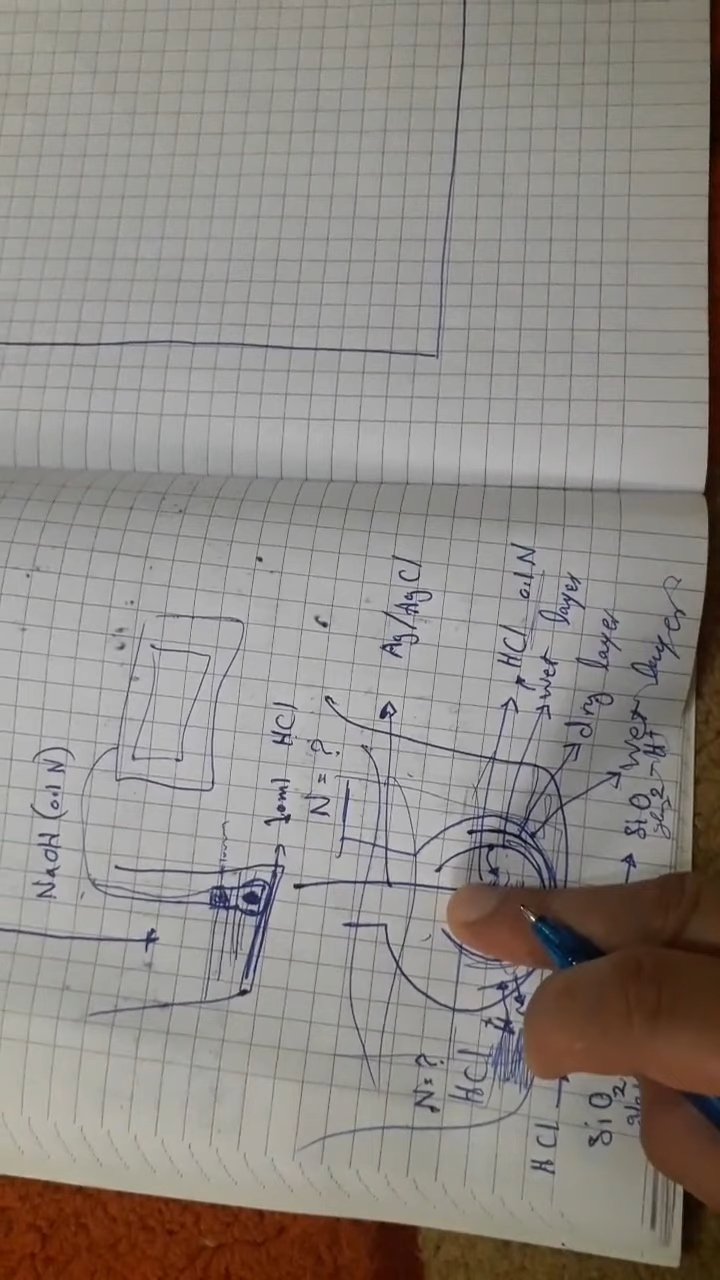 NaOH (0.1 N)
10ml HCl
N = ?
Ag/AgCl
HCl 0.1 N
wet layer
dry layer
wet layer
SiO2 - H+
N = ?
HCl
H+
HCl
SiO2